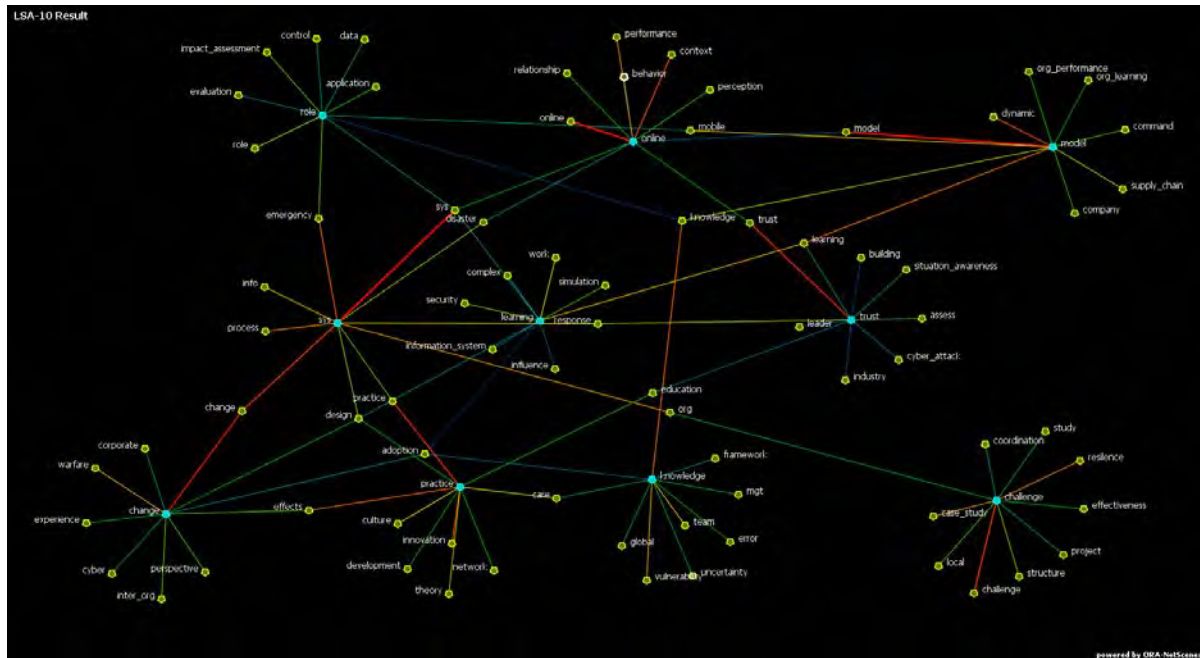 LSA-10 Result
control
data
impact_assessment
application
evaluation
role
role
performance
context
behavior
relationship
perception
online
mobile
online
model
org_performance
org_learning
dynamic
command
model
supply_chain
company
emergency
sys
disaster
knowledge
trust
learning
info
process
sys
complex
work
simulation
security
learning
response
information_system
influence
building
situation_awareness
leader
trust
assess
cyber_attack
industry
change
practice
design
education
org
adoption
corporate
warfare
change
effects
experience
cyber
perspective
inter_org
practice
case
culture
innovation
development
network
theory
framework
knowledge
mgt
team
error
global
vulnerability
uncertainty
study
coordination
resilence
challenge
case_study
effectiveness
project
local
structure
challenge
powered by ORA-NetScenes